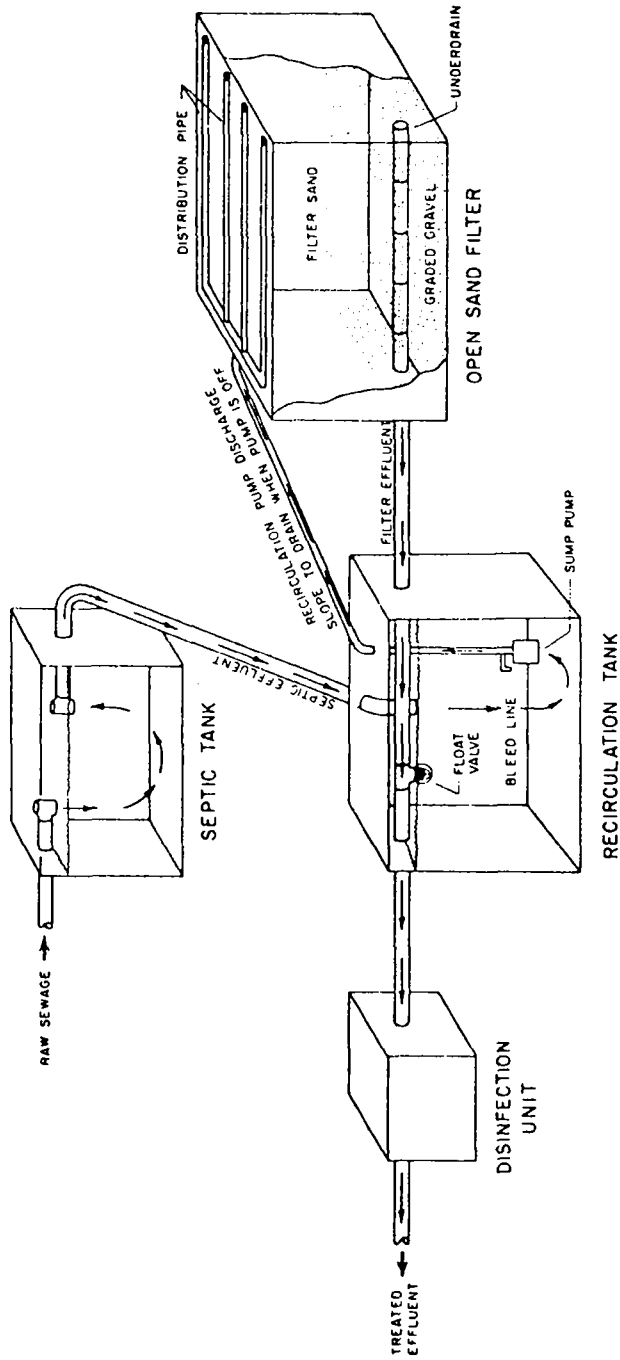 RAW SEWAGE
SEPTIC TANK
SEPTIC EFFLUENT
RECIRCULATION PUMP DISCHARGE
SLOPE TO DRAIN WHEN PUMP IS OFF
DISTRIBUTION PIPE
FILTER SAND
GRADED GRAVEL
UNDERDRAIN
OPEN SAND FILTER
FILTER EFFLUENT
SUMP PUMP
FLOAT
VALVE
BLEED LINE
RECIRCULATION TANK
DISINFECTION
UNIT
TREATED
EFFLUENT